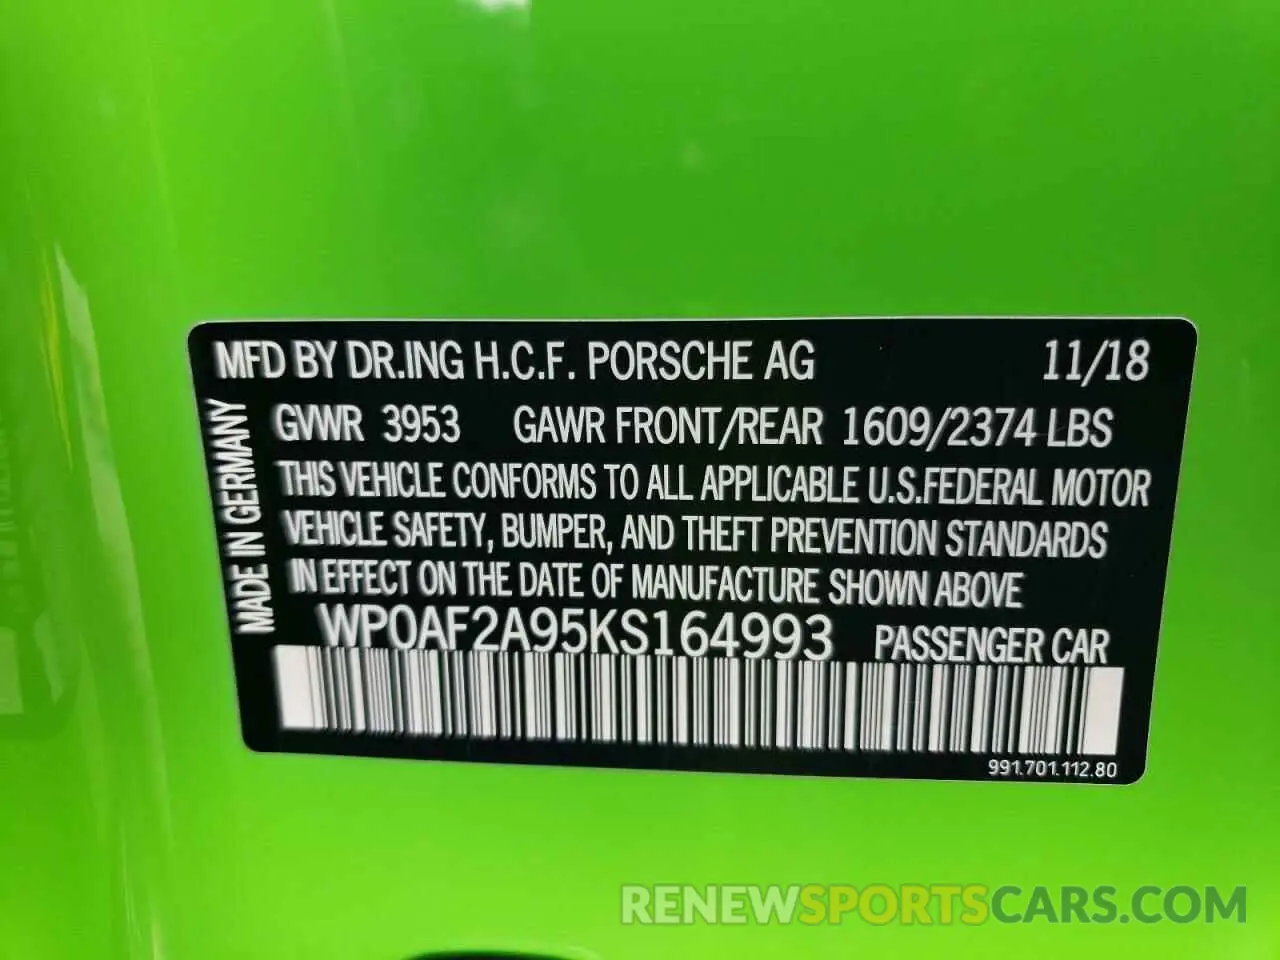 MFD BY DR.ING H.C.F. PORSCHE AG 11/18
GVWR 3953 GAWR FRONT/REAR 1609/2374 LBS
THIS VEHICLE CONFORMS TO ALL APPLICABLE U.S.FEDERAL MOTOR
VEHICLE SAFETY, BUMPER, AND THEFT PREVENTION STANDARDS
IN EFFECT ON THE DATE OF MANUFACTURE SHOWN ABOVE
WP0AF2A95KS164993 PASSENGER CAR
991.701.112.80
MADE IN GERMANY
RENEWSPORTSCARS.COM